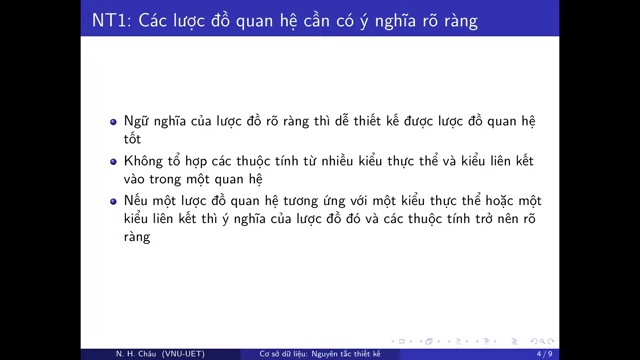 NT1: Các lược đồ quan hệ cần có ý nghĩa rõ ràng
Ngữ nghĩa của lược đồ rõ ràng thì dễ thiết kế được lược đồ quan hệ
tốt
Không tổ hợp các thuộc tính từ nhiều kiểu thực thể và kiểu liên kết
vào trong một quan hệ
Nếu một lược đồ quan hệ tương ứng với một kiểu thực thể hoặc một
kiểu liên kết thì ý nghĩa của lược đồ đó và các thuộc tính trở nên rõ
ràng
N. H. Châu (VNU-UET) Cơ sở dữ liệu: Nguyên tắc thiết kế 4 / 9